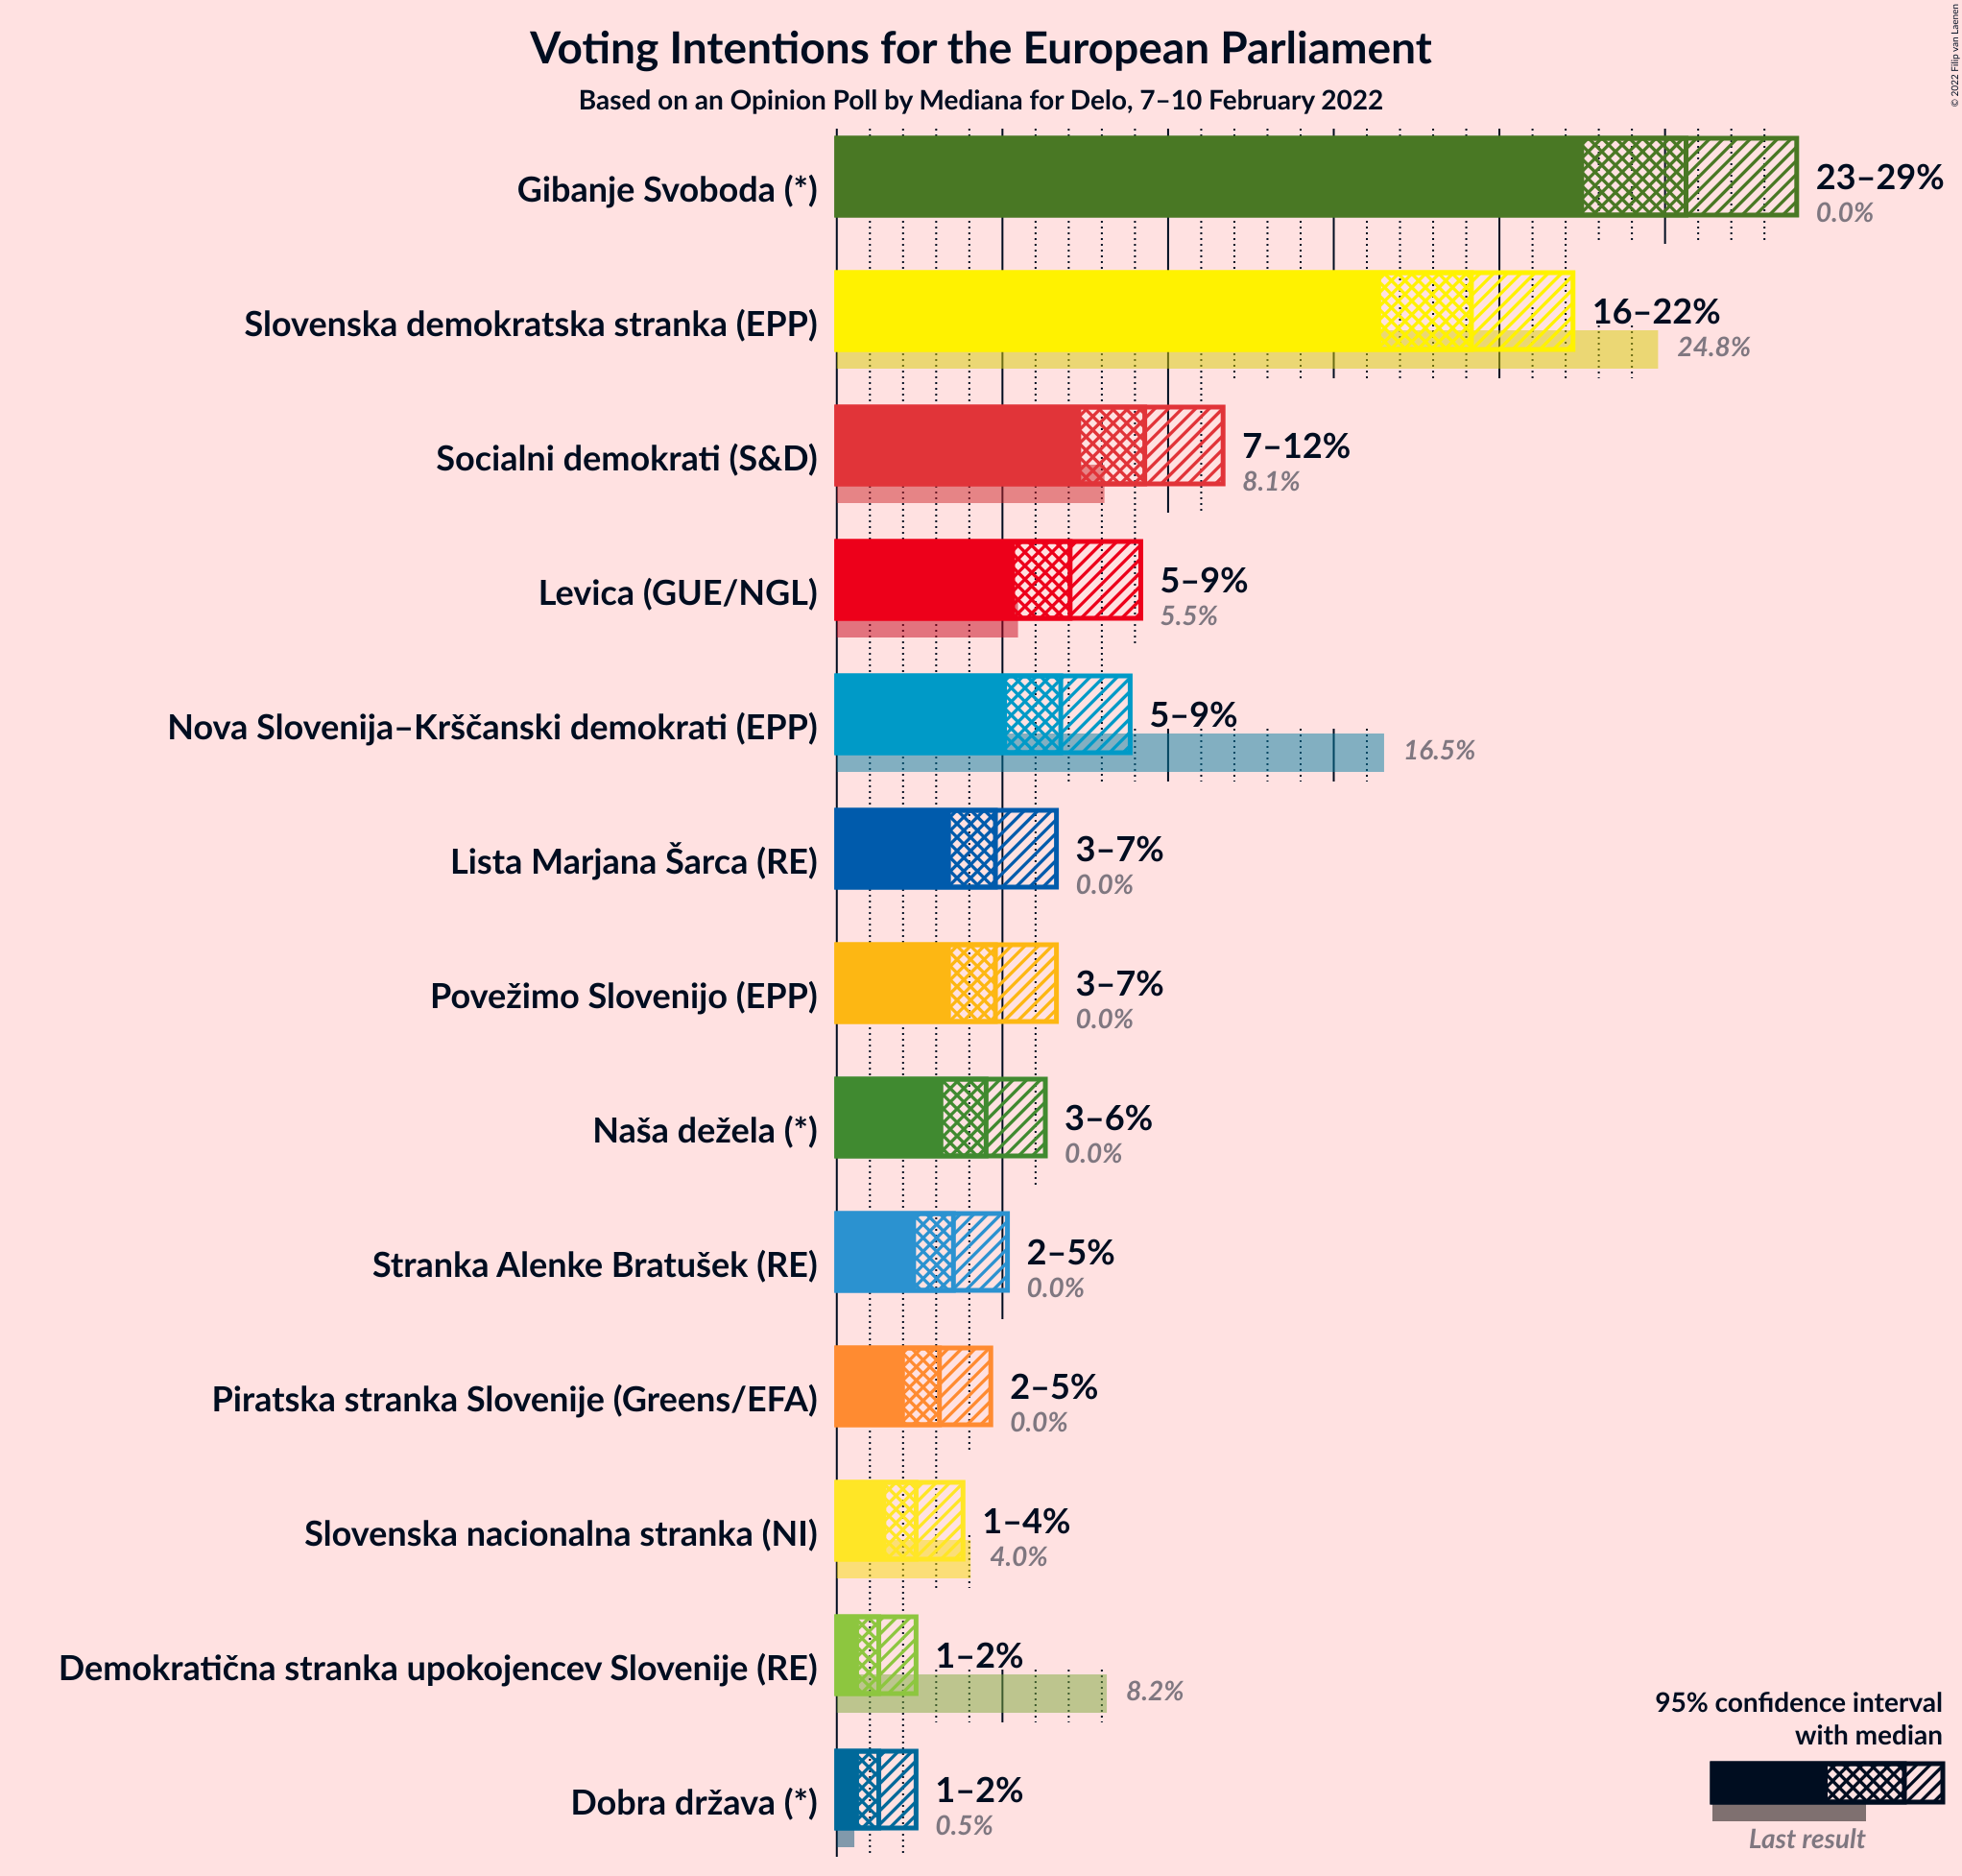 © 2022 Filip van Laenen
Voting Intentions for the European Parliament
Based on an Opinion Poll by Mediana for Delo, 7–10 February 2022
Gibanje Svoboda (*)
23–29%
0.0%
Slovenska demokratska stranka (EPP)
16–22%
24.8%
Socialni demokrati (S&D)
7–12%
8.1%
Levica (GUE/NGL)
5–9%
5.5%
Nova Slovenija–Krščanski demokrati (EPP)
5–9%
16.5%
Lista Marjana Šarca (RE)
3–7%
0.0%
Povežimo Slovenijo (EPP)
3–7%
0.0%
Naša dežela (*)
3–6%
0.0%
Stranka Alenke Bratušek (RE)
2–5%
0.0%
Piratska stranka Slovenije (Greens/EFA)
2–5%
0.0%
Slovenska nacionalna stranka (NI)
1–4%
4.0%
Demokratična stranka upokojencev Slovenije (RE)
1–2%
8.2%
Dobra država (*)
1–2%
0.5%
95% confidence interval
with median
Last result